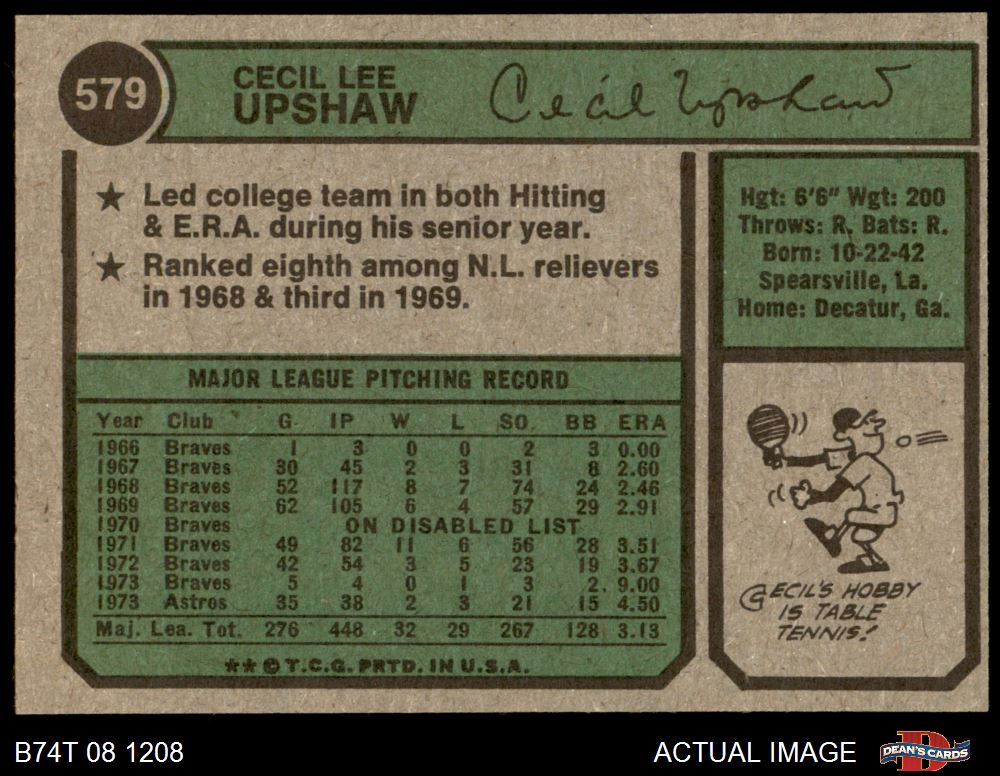 579
CECIL LEE
UPSHAW
Cecil Upshaw
★ Led college team in both Hitting
& E.R.A. during his senior year.
★ Ranked eighth among N.L. relievers
in 1968 & third in 1969.
Hgt: 6'6" Wgt: 200
Throws: R. Bats: R.
Born: 10-22-42
Spearsville, La.
Home: Decatur, Ga.
MAJOR LEAGUE PITCHING RECORD
Year Club G IP W L SO BB ERA
1966 Braves 1 3 0 0 2 3 0.00
1967 Braves 30 45 2 3 31 8 2.60
1968 Braves 52 117 8 7 74 24 2.46
1969 Braves 62 105 6 4 57 29 2.91
1970 Braves ON DISABLED LIST
1971 Braves 49 82 11 6 56 28 3.51
1972 Braves 42 54 3 5 23 19 3.67
1973 Braves 5 4 0 1 3 2 9.00
1973 Astros 35 38 2 3 21 15 4.50
Maj. Lea. Tot. 276 448 32 29 267 128 3.13
★★ © T.C.G. PRTD. IN U.S.A.
CECIL'S HOBBY
IS TABLE
TENNIS!
B74T 08 1208
ACTUAL IMAGE
DEAN'S CARDS